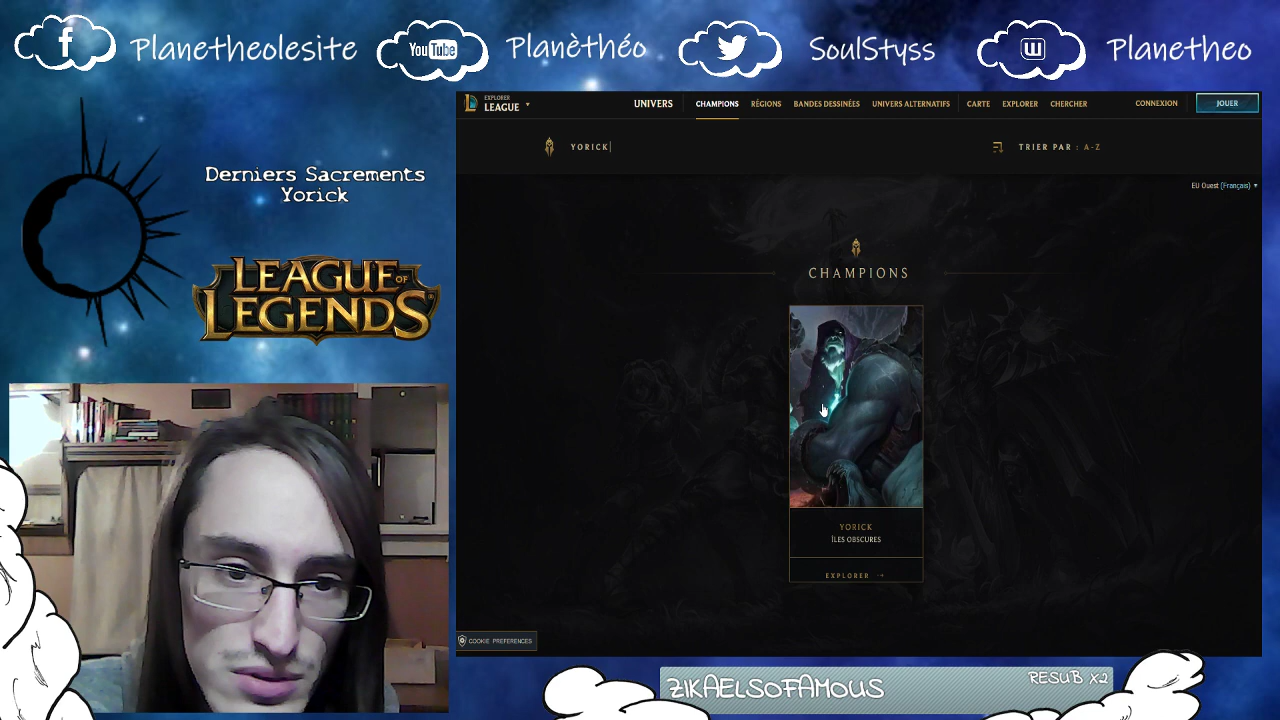 Planetheolesite
You Tube
Planèthéo
SoulStyss
Planetheo
Derniers Sacrements
Yorick
LEAGUE OF
LEGENDS
EXPLORER
LEAGUE
UNIVERS
CHAMPIONS
RÉGIONS
BANDES DESSINÉES
UNIVERS ALTERNATIFS
CARTE
EXPLORER
CHERCHER
CONNEXION
JOUER
YORICK
TRIER PAR : A-Z
EU Ouest (Français)
CHAMPIONS
YORICK
ÎLES OBSCURES
EXPLORER
COOKIE PREFERENCES
ZIKAELSOFAMOUS
RESUB X2